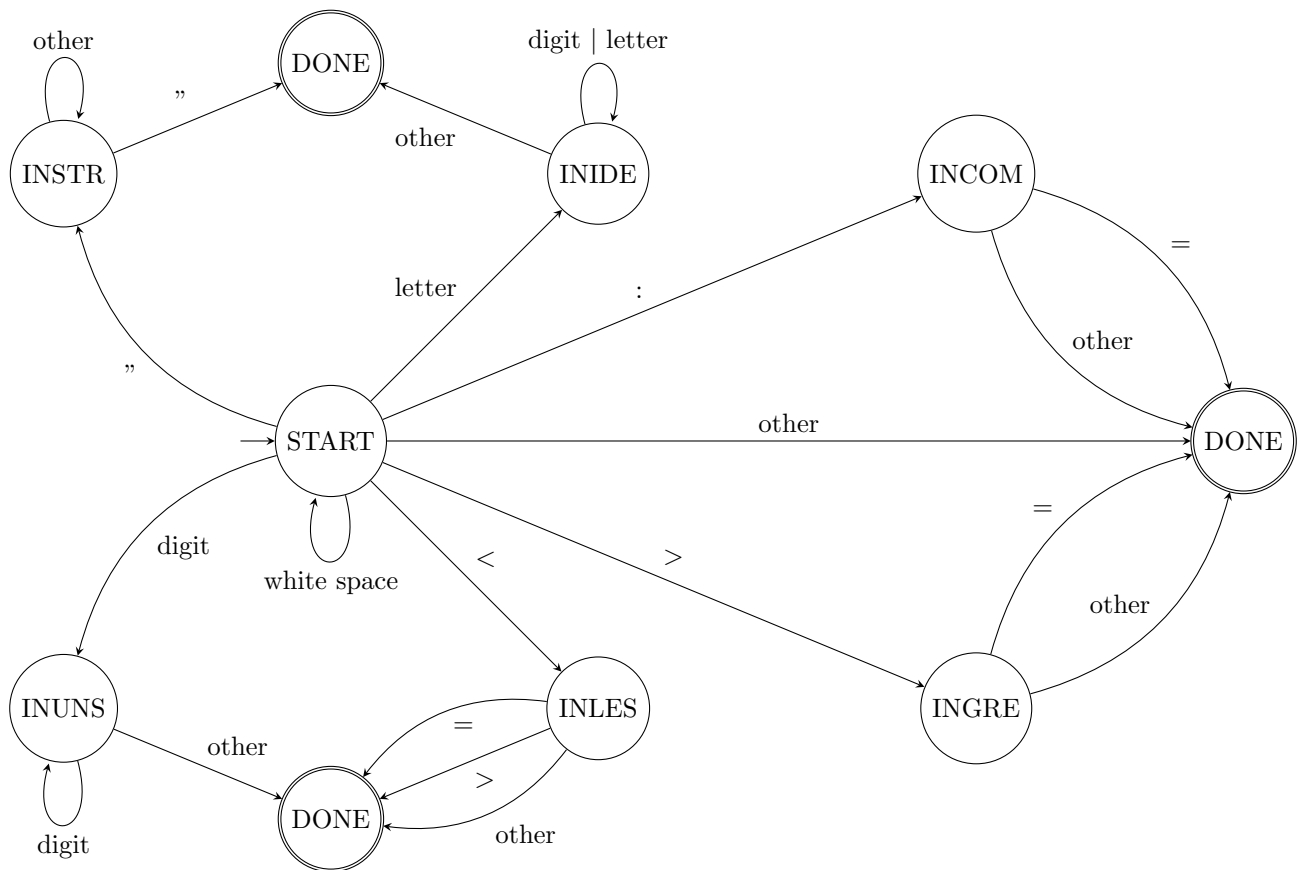 other
DONE
digit | letter
”
other
INSTR
INIDE
INCOM
=
letter
:
other
”
START
other
DONE
digit
white space
<
>
=
other
INUNS
INLES
INGRE
other
=
>
DONE
other
digit